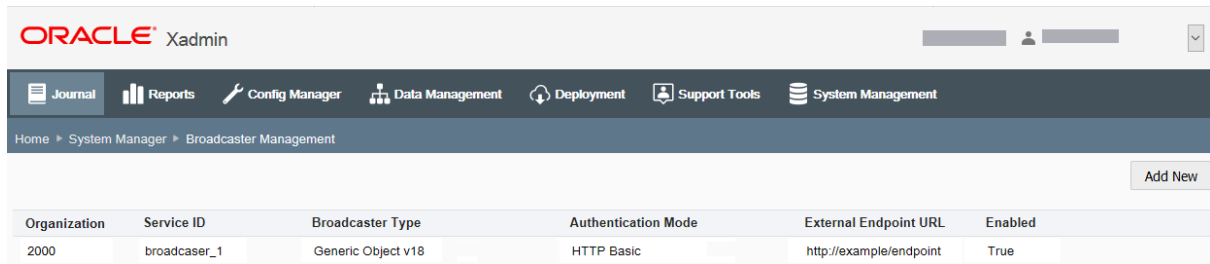 ORACLE® Xadmin
Journal Reports Config Manager Data Management Deployment Support Tools System Management
Home ▸ System Manager ▸ Broadcaster Management
Add New
Organization Service ID Broadcaster Type Authentication Mode External Endpoint URL Enabled
2000 broadcaser_1 Generic Object v18 HTTP Basic http://example/endpoint True